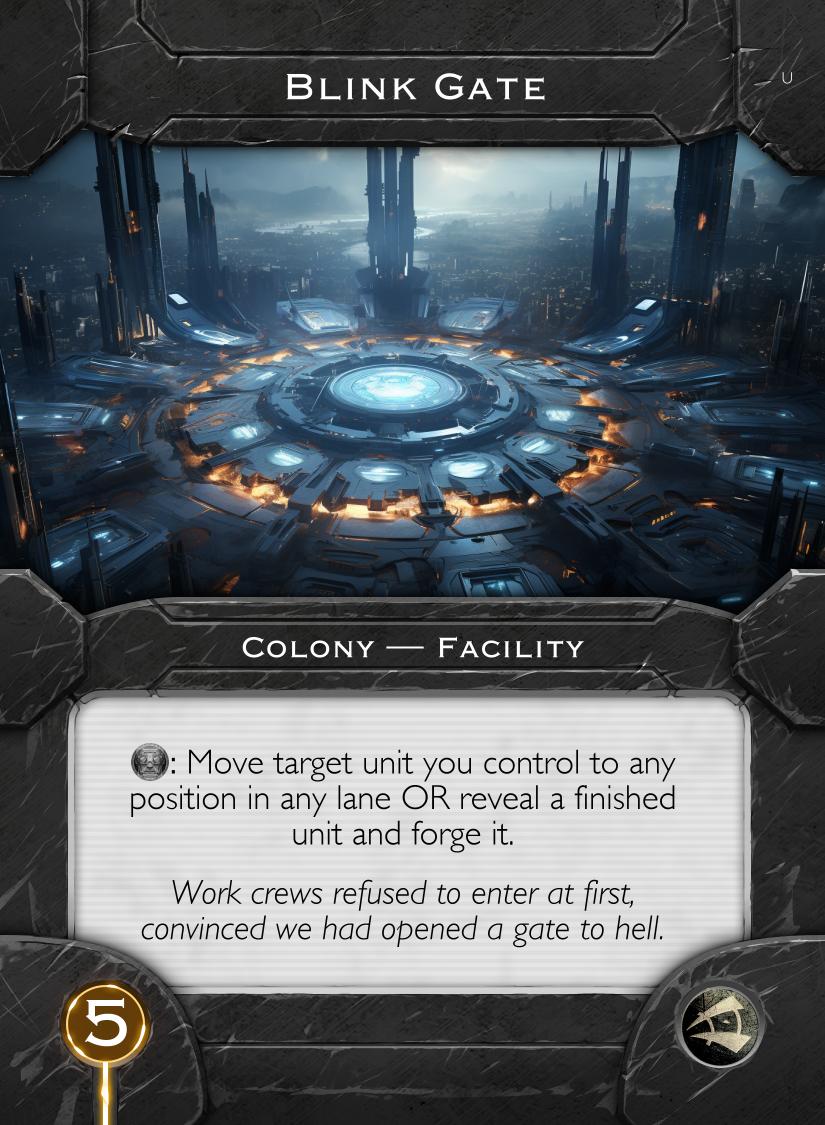 Blink Gate
U
Colony — Facility
: Move target unit you control to any
position in any lane OR reveal a finished
unit and forge it.
Work crews refused to enter at first,
convinced we had opened a gate to hell.
5